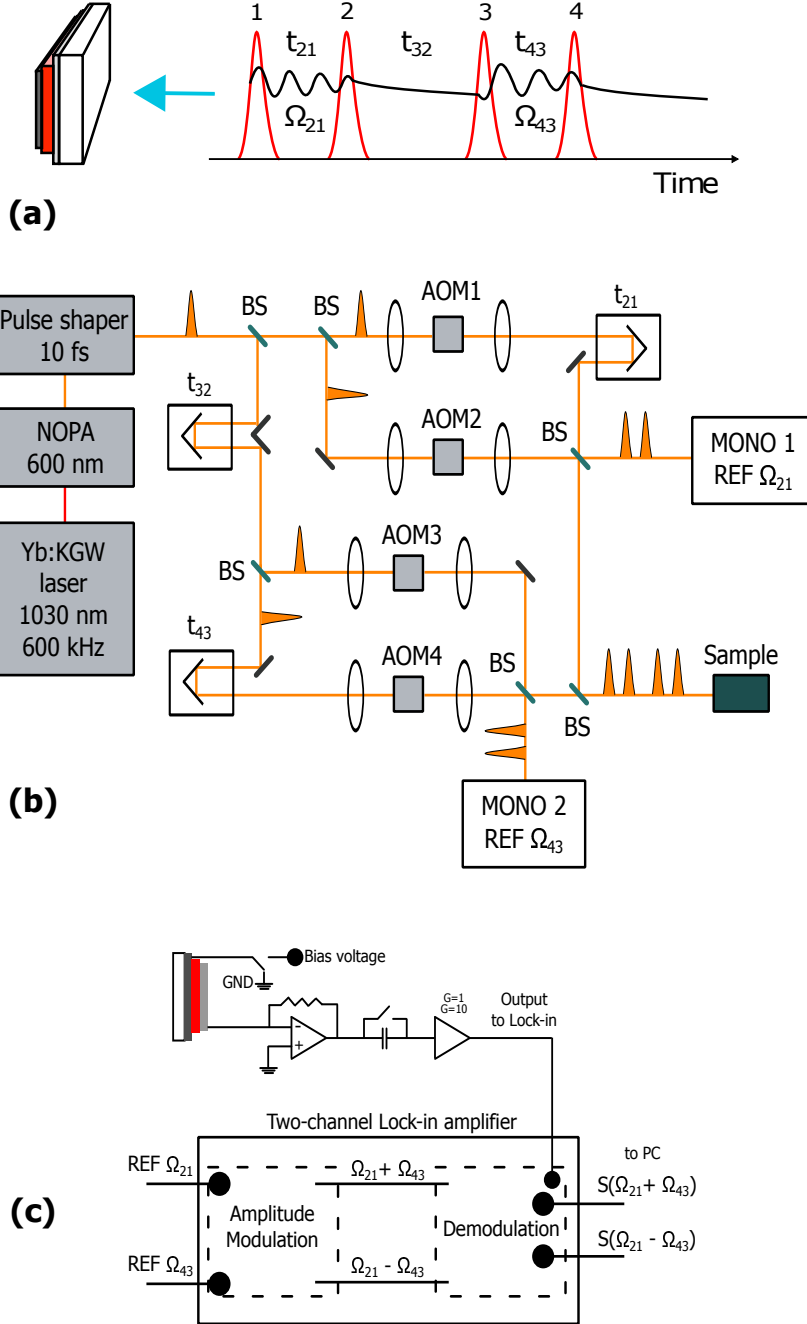 1 2 3 4
t21 t32 t43
Ω21 Ω43
Time
(a)
Pulse shaper
10 fs
BS
BS
AOM1
t21
t32
NOPA
600 nm
AOM2
BS
MONO 1
REF Ω21
Yb:KGW
laser
1030 nm
600 kHz
BS
AOM3
t43
AOM4
BS
BS
Sample
MONO 2
REF Ω43
(b)
Bias voltage
GND
-
+
G=1
G=10
Output
to Lock-in
Two-channel Lock-in amplifier
to PC
REF Ω21
Ω21+ Ω43
S(Ω21+ Ω43)
Amplitude
Modulation
Demodulation
REF Ω43
Ω21 - Ω43
S(Ω21 - Ω43)
(c)